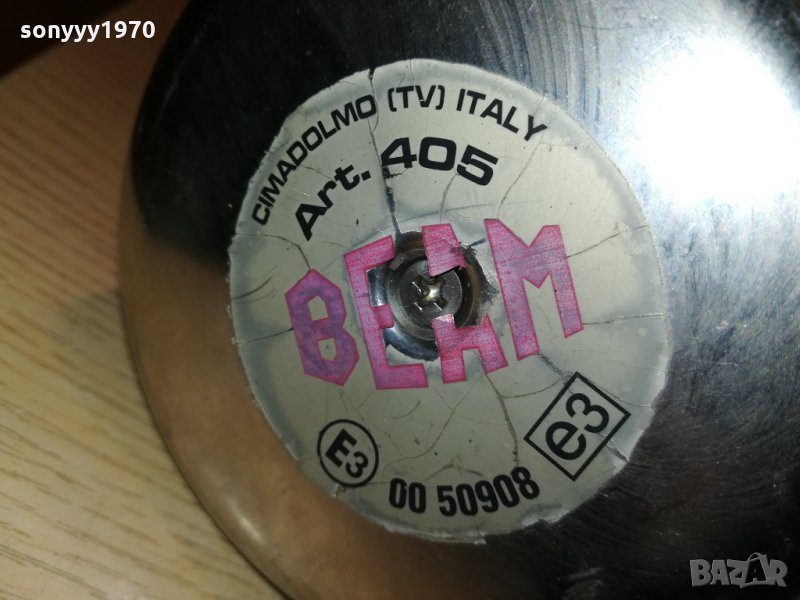 sonyyy1970
CIMADOLMO (TV) ITALY
Art. 405
BEAM
E3
00 50908
e3
BAZAR